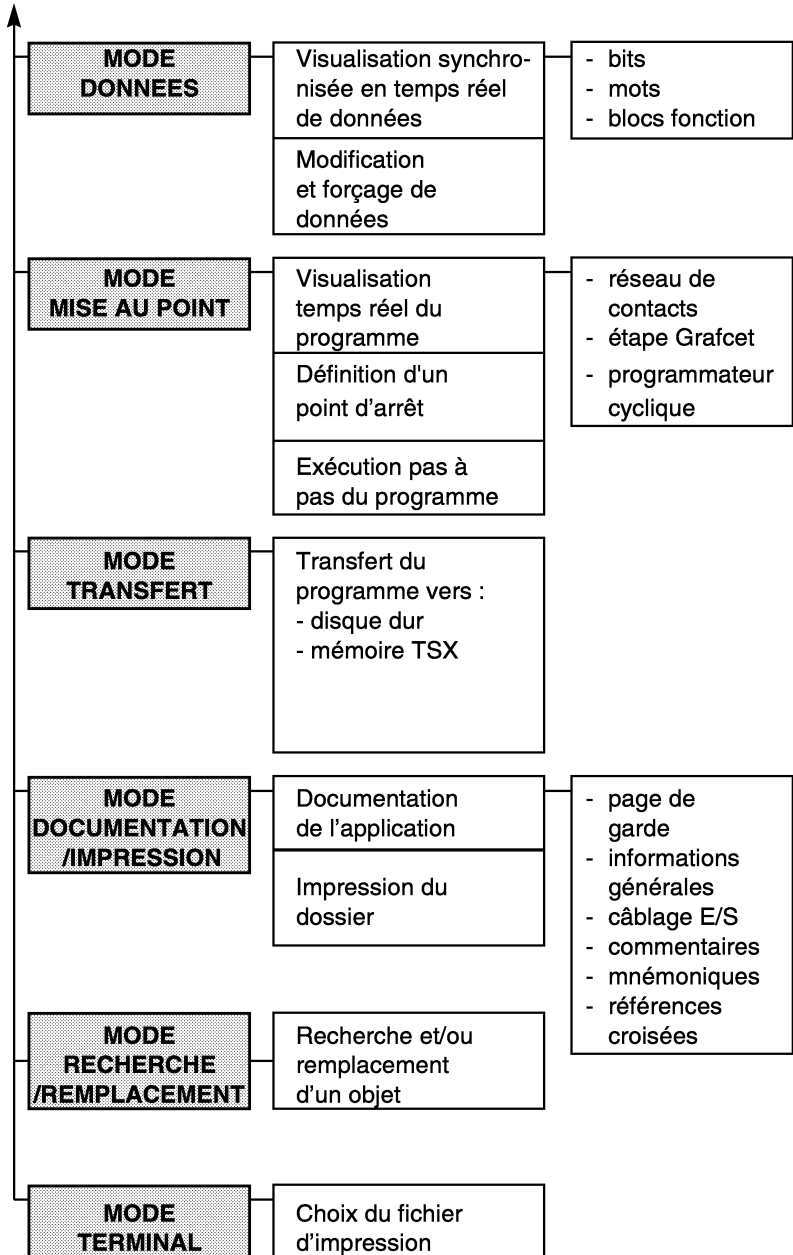 MODE
DONNEES
Visualisation synchro-
nisée en temps réel
de données
- bits
- mots
- blocs fonction
Modification
et forçage de
données
MODE
MISE AU POINT
Visualisation
temps réel du
programme
- réseau de
contacts
- étape Grafcet
- programmateur
cyclique
Définition d'un
point d’arrêt
Exécution pas à
pas du programme
MODE
TRANSFERT
Transfert du
programme vers :
- disque dur
- mémoire TSX
MODE
DOCUMENTATION
/IMPRESSION
Documentation
de l’application
Impression du
dossier
- page de
garde
- informations
générales
- câblage E/S
- commentaires
- mnémoniques
- références
croisées
MODE
RECHERCHE
/REMPLACEMENT
Recherche et/ou
remplacement
d’un objet
MODE
TERMINAL
Choix du fichier
d’impression